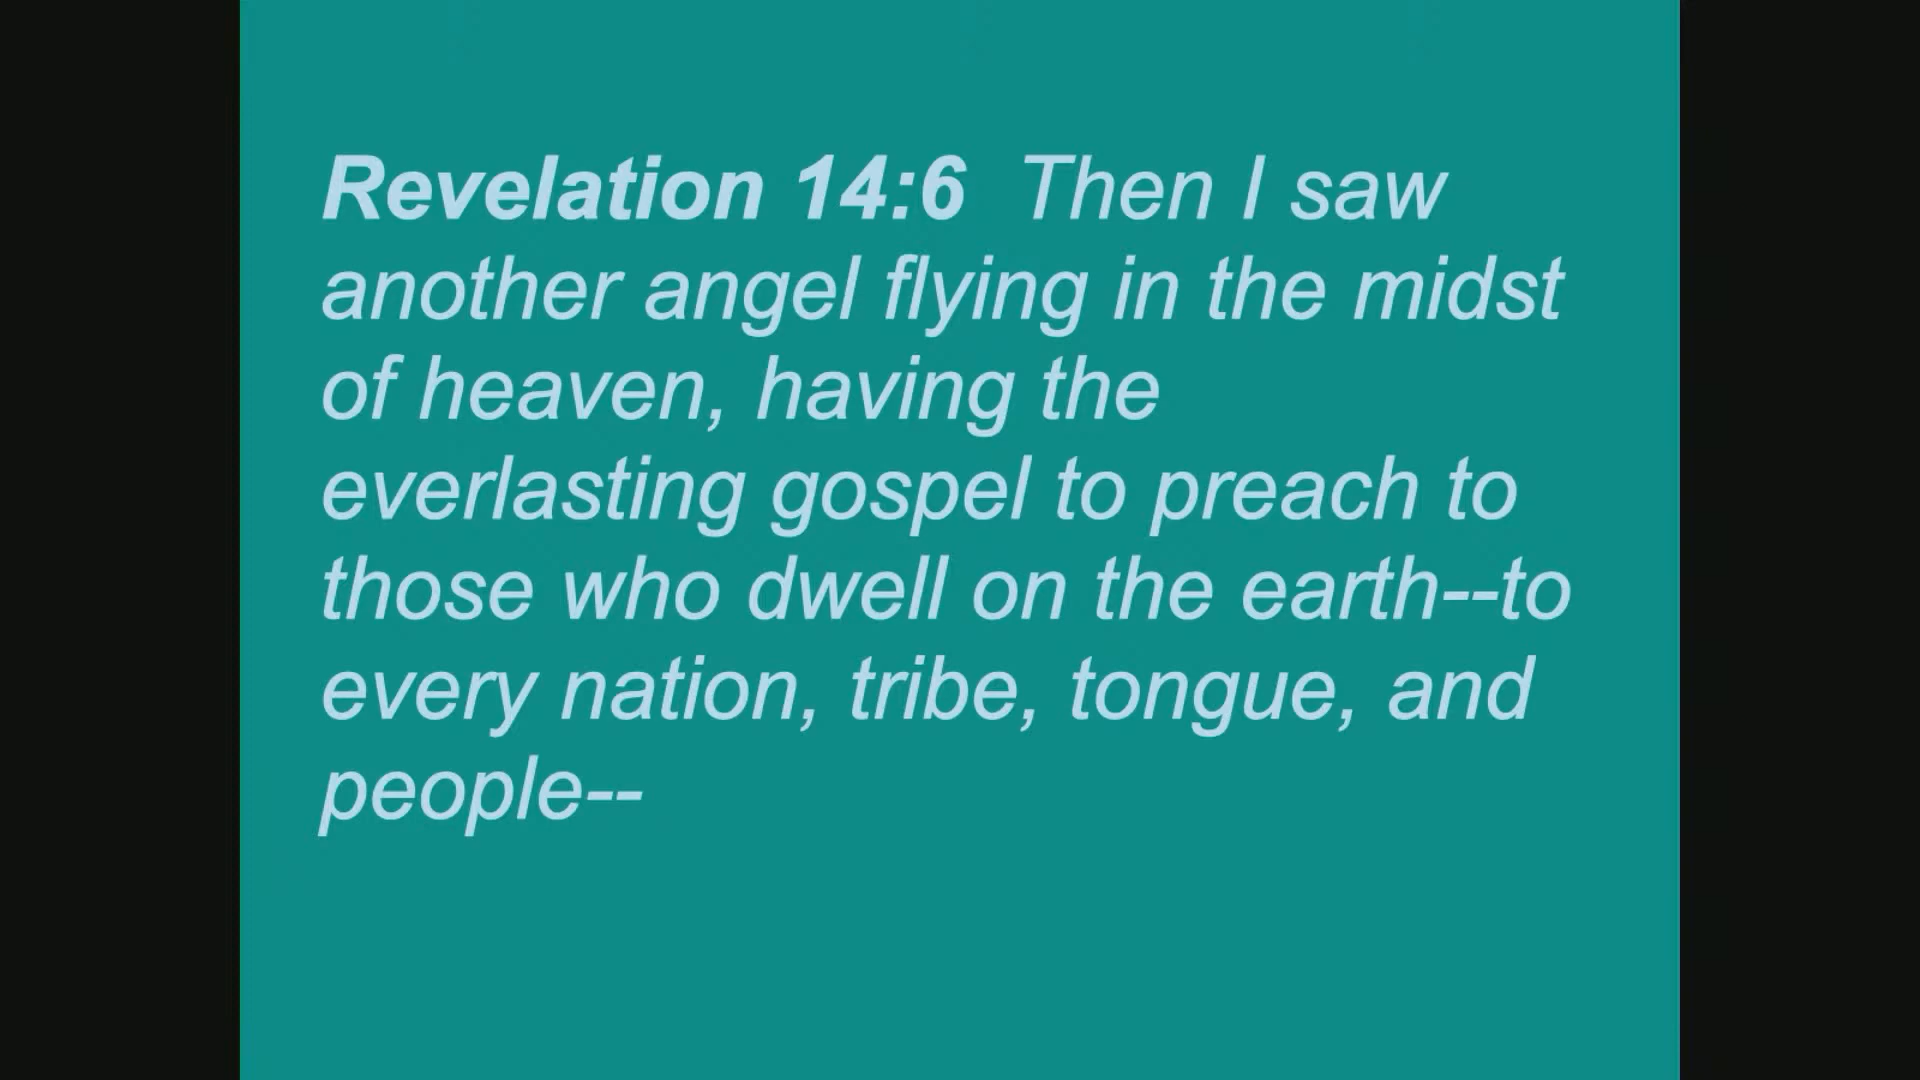 Revelation 14:6 Then I saw
another angel flying in the midst
of heaven, having the
everlasting gospel to preach to
those who dwell on the earth--to
every nation, tribe, tongue, and
people--